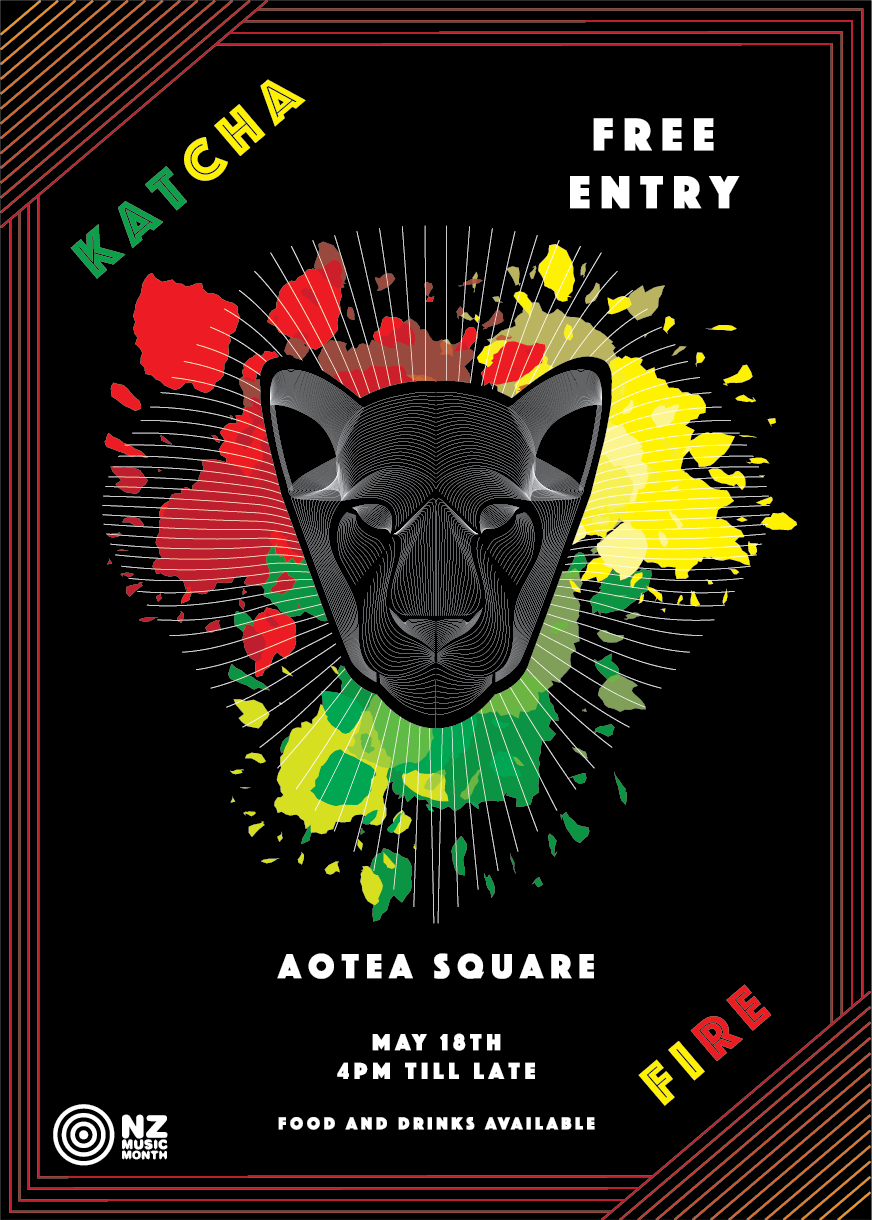 KATCHA
FREE
ENTRY
AOTEA SQUARE
MAY 18TH
4PM TILL LATE
FIRE
FOOD AND DRINKS AVAILABLE
NZ
MUSIC
MONTH